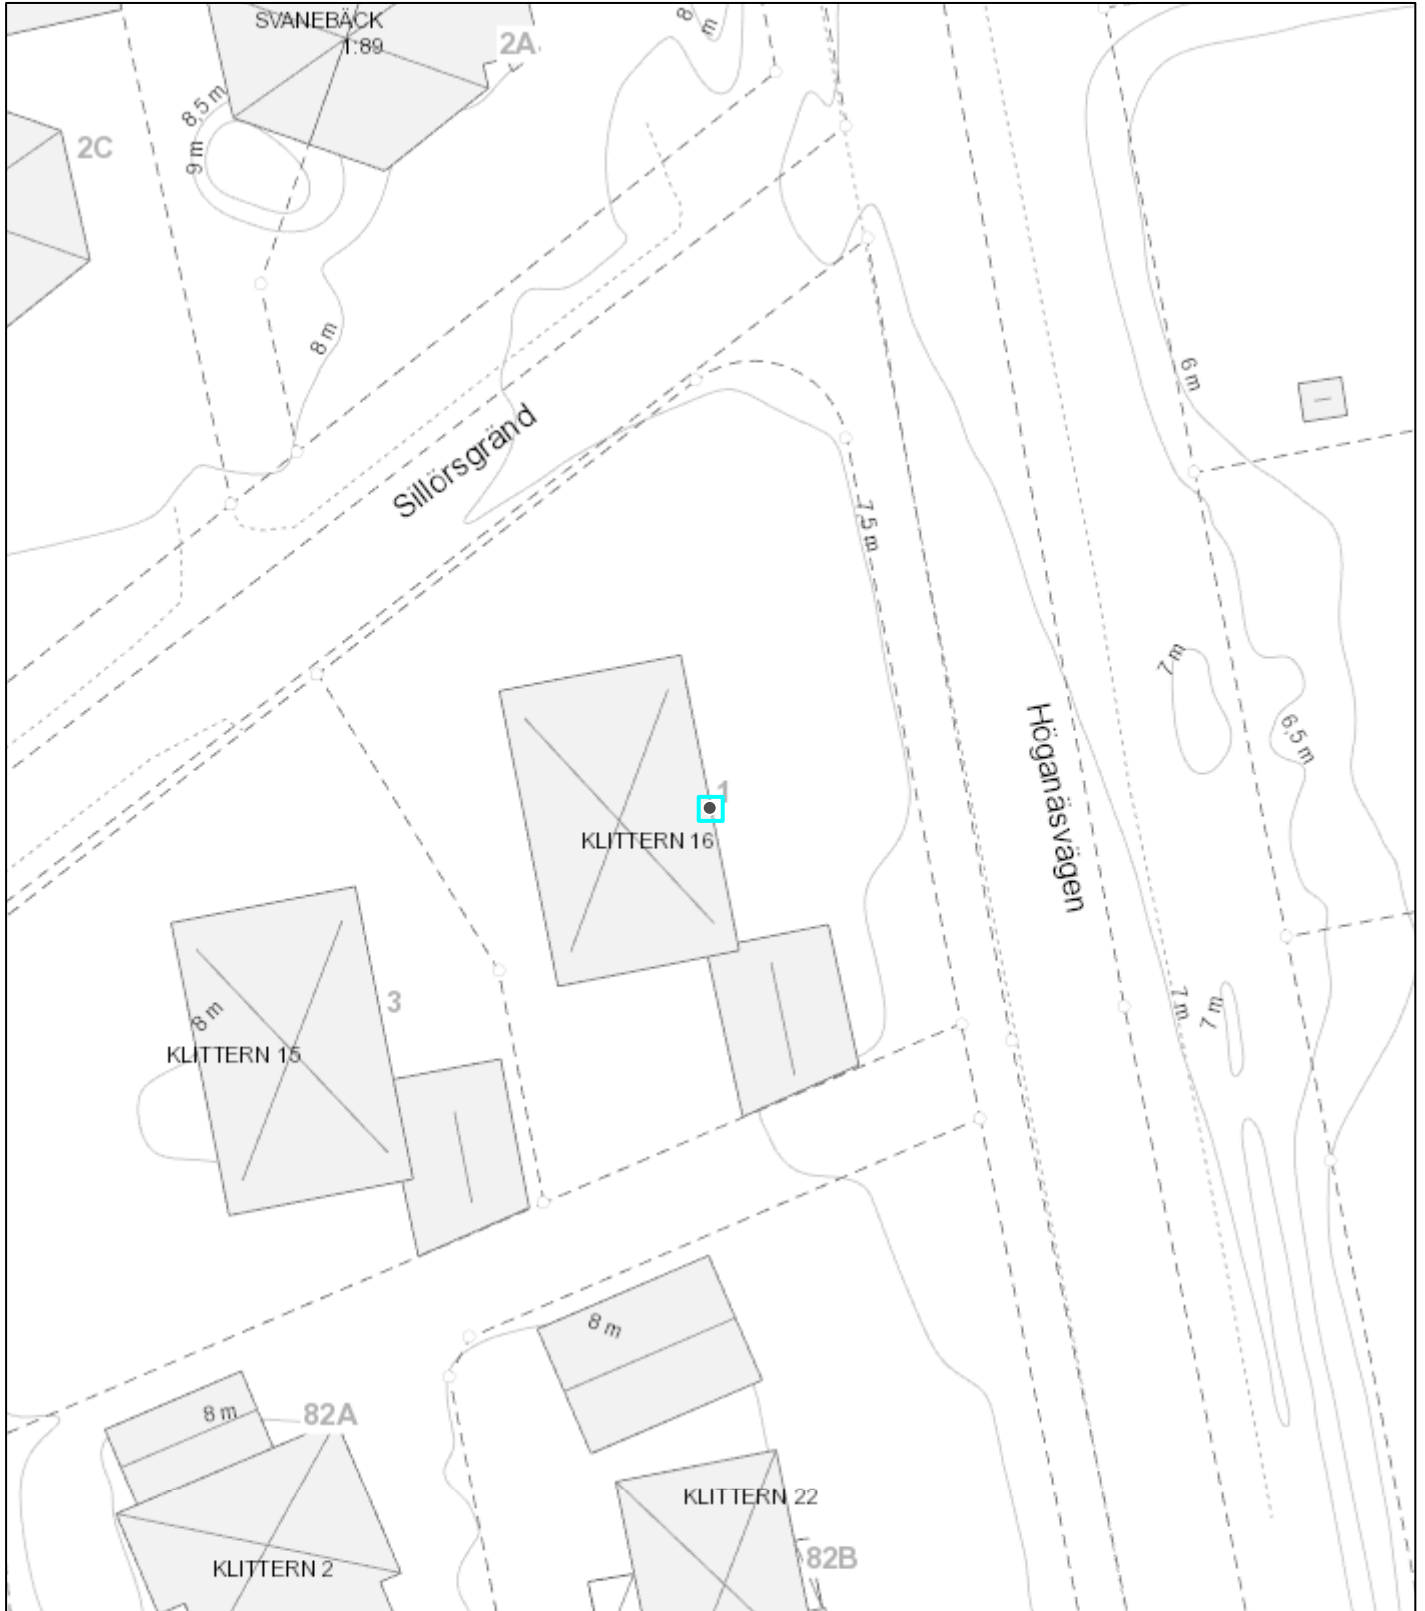 SVANEBÄCK
1:89
2A
8 m
8,5 m
9 m
2C
8 m
6 m
Sillörsgränd
7,5 m
7 m
6,5 m
Höganäsvägen
1
KLITTERN 16
3
8 m
KLITTERN 15
7 m
7 m
8 m
8 m
82A
KLITTERN 22
82B
KLITTERN 2